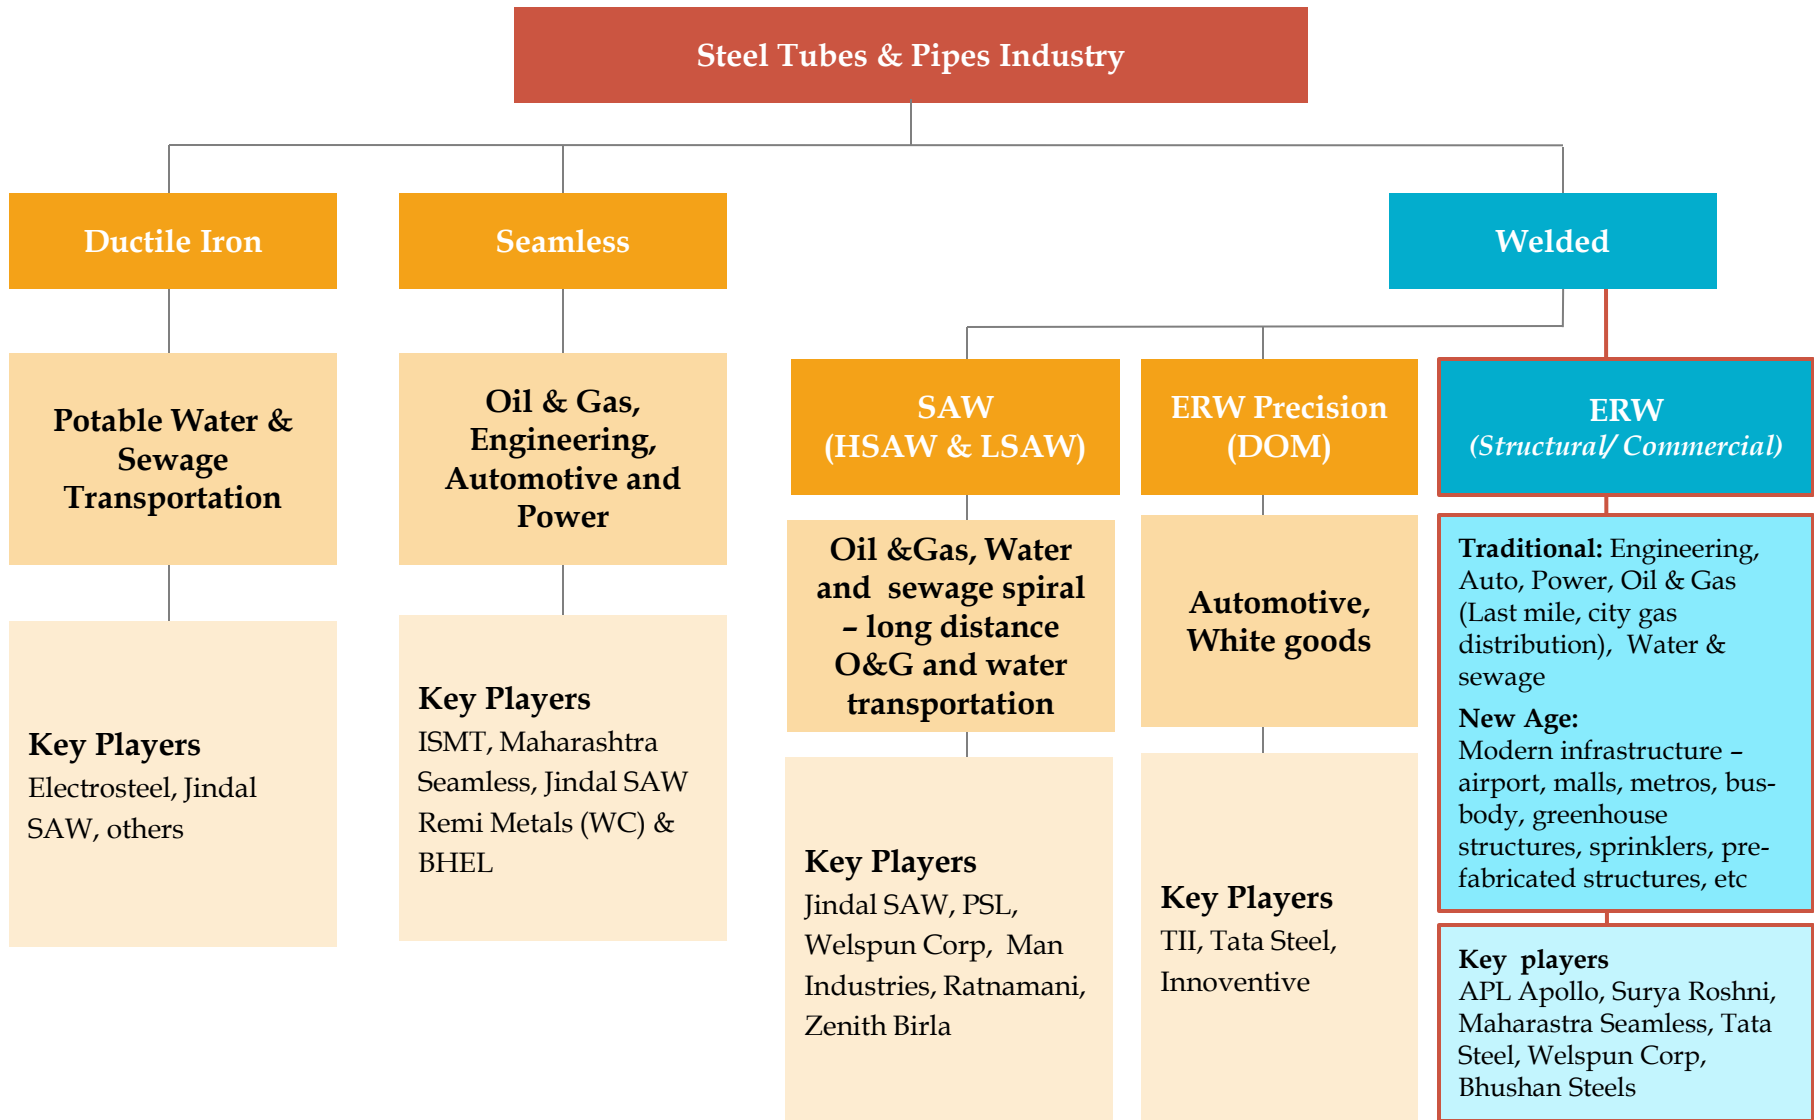 Steel Tubes & Pipes Industry
Ductile Iron
Seamless
Welded
Potable Water &
Sewage
Transportation
Oil & Gas,
Engineering,
Automotive and
Power
SAW
(HSAW & LSAW)
ERW Precision
(DOM)
ERW
(Structural/ Commercial)
Oil &Gas, Water
and  sewage spiral
– long distance
O&G and water
transportation
Automotive,
White goods
Traditional: Engineering,
Auto, Power, Oil & Gas
(Last mile, city gas
distribution),  Water &
sewage
New Age:
Modern infrastructure –
airport, malls, metros, bus-
body, greenhouse
structures, sprinklers, pre-
fabricated structures, etc
Key Players
Electrosteel, Jindal
SAW, others
Key Players
ISMT, Maharashtra
Seamless, Jindal SAW
Remi Metals (WC) &
BHEL
Key Players
Jindal SAW, PSL,
Welspun Corp,  Man
Industries, Ratnamani,
Zenith Birla
Key Players
TII, Tata Steel,
Innoventive
Key  players
APL Apollo, Surya Roshni,
Maharastra Seamless, Tata
Steel, Welspun Corp,
Bhushan Steels